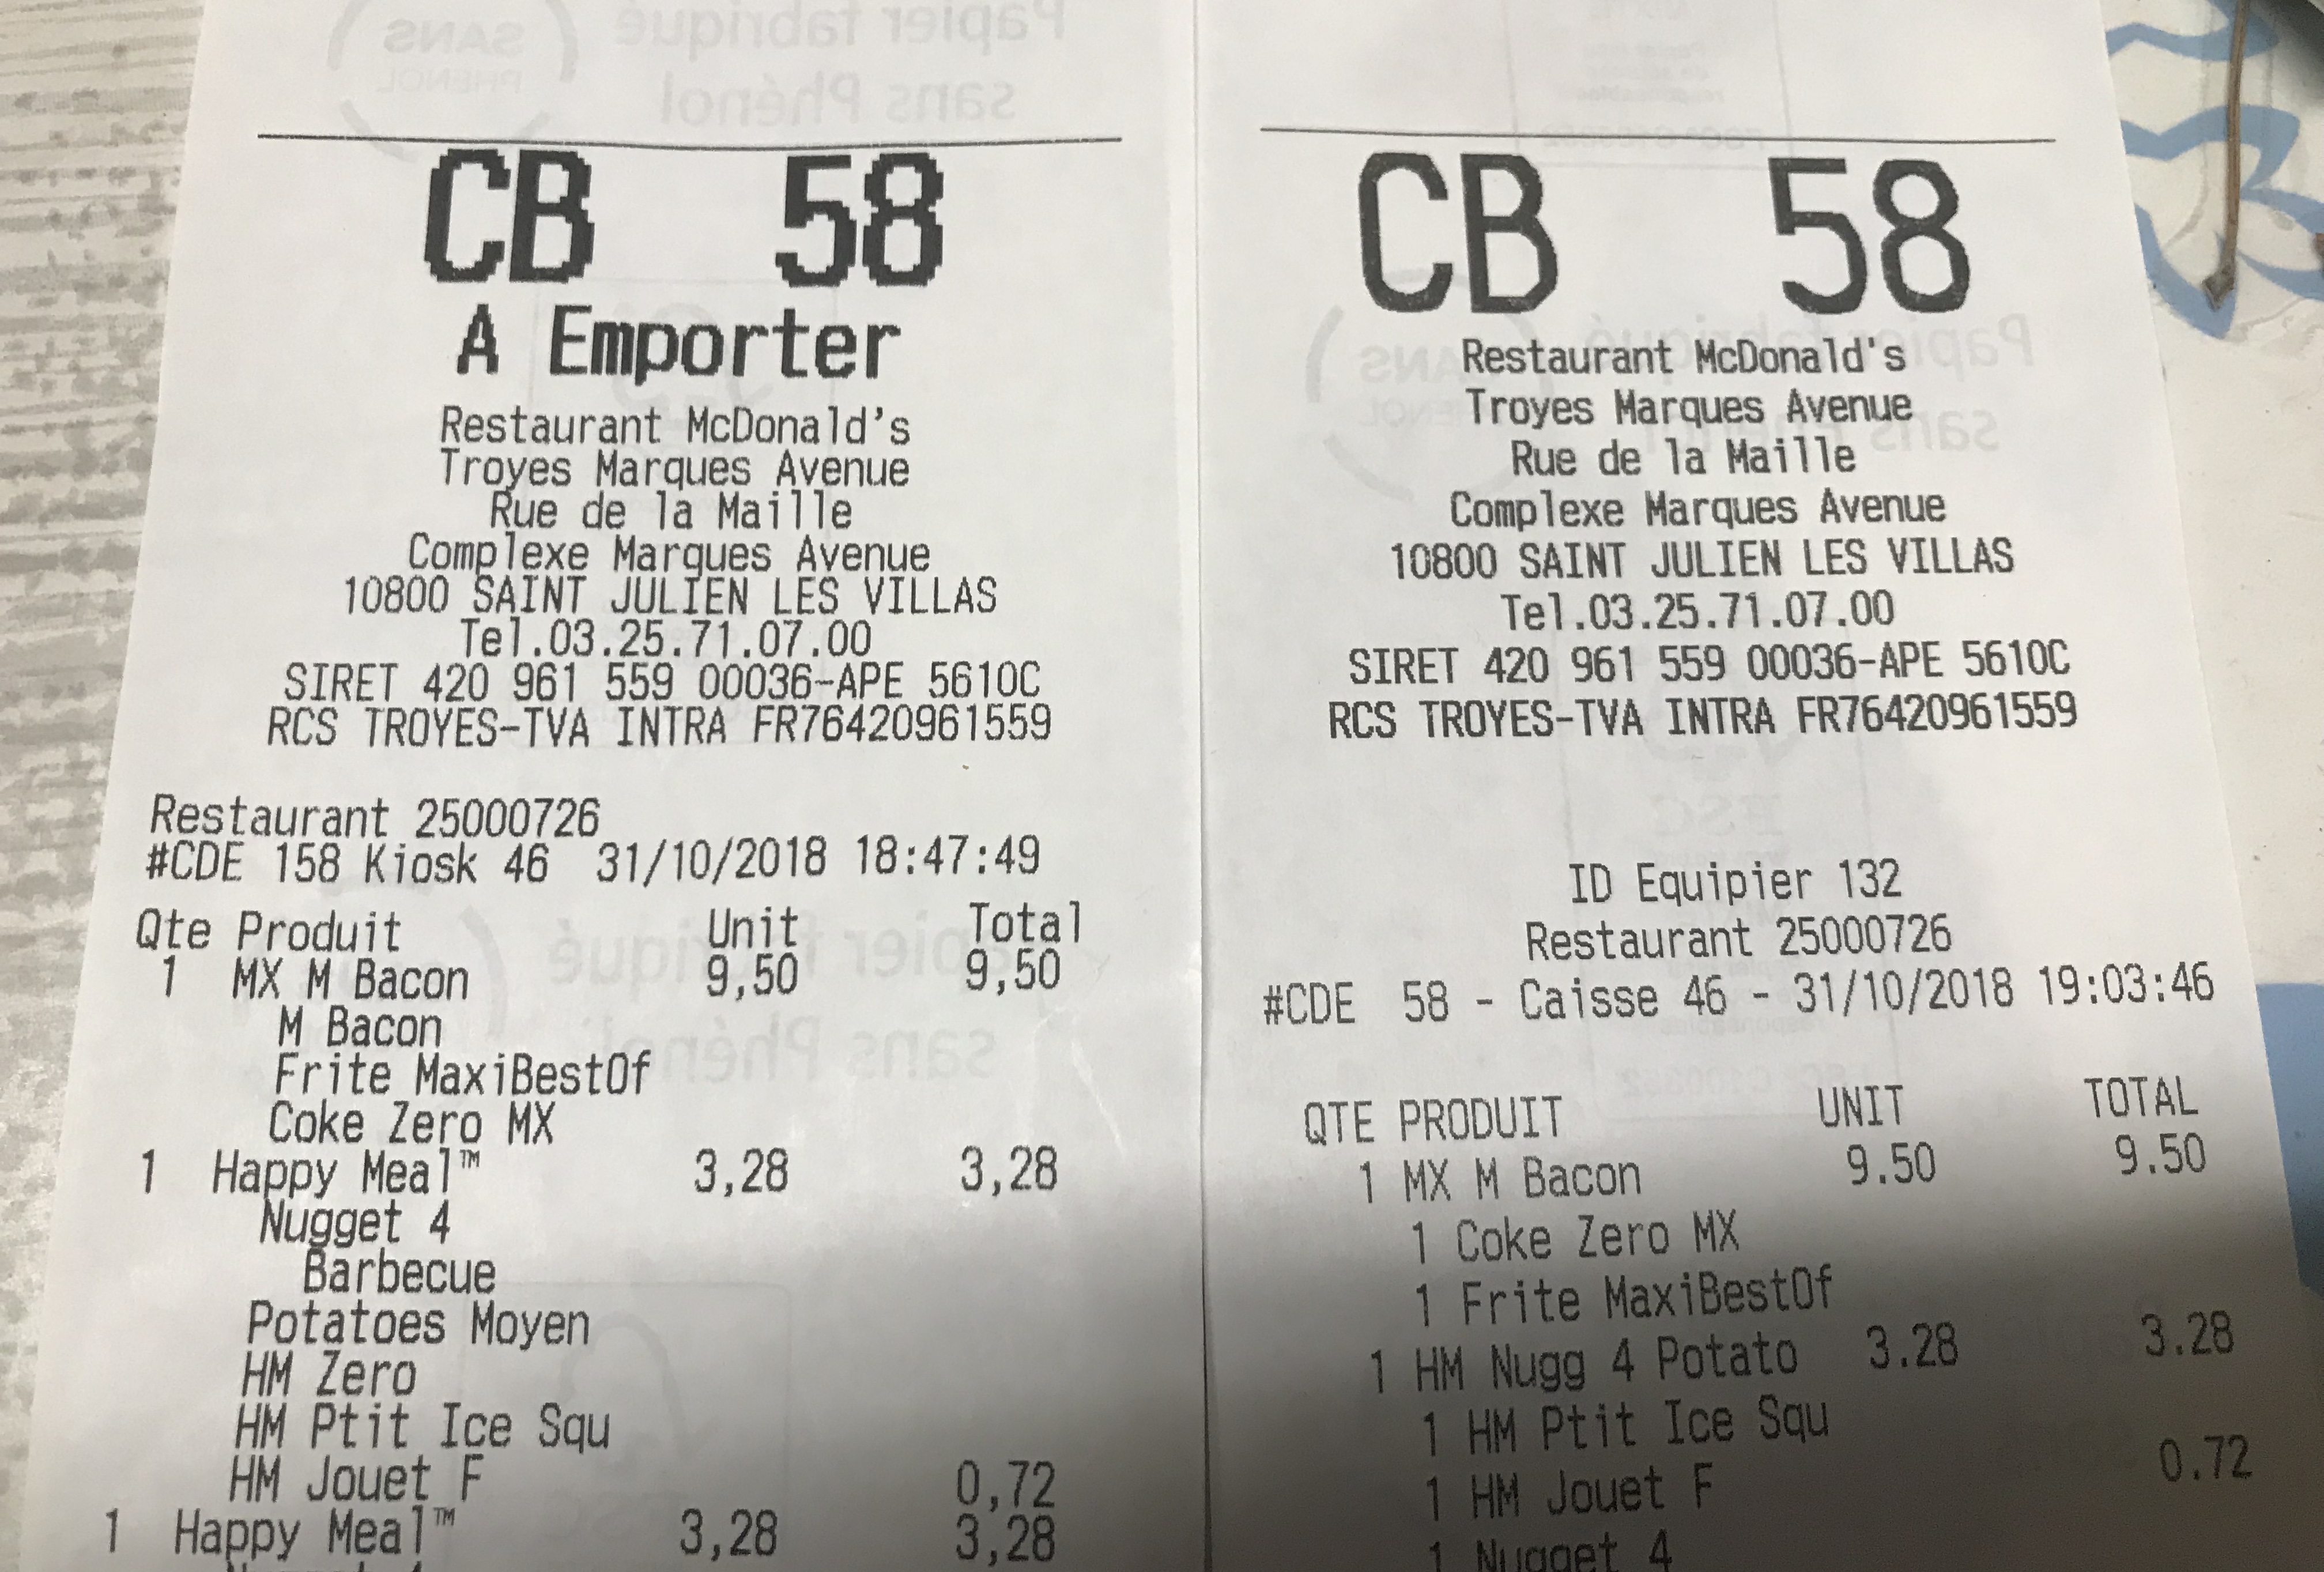 CB 58
A Emporter
Restaurant McDonald's
Troyes Marques Avenue
Rue de la Maille
Complexe Marques Avenue
10800 SAINT JULIEN LES VILLAS
Tel.03.25.71.07.00
SIRET 420 961 559 00036-APE 5610C
RCS TROYES-TVA INTRA FR76420961559
Restaurant 25000726
#CDE 158 Kiosk 46 31/10/2018 18:47:49
Qte Produit Unit Total
1 MX M Bacon 9,50 9,50
M Bacon
Frite MaxiBestOf
Coke Zero MX
1 Happy Meal™ 3,28 3,28
Nugget 4
Barbecue
Potatoes Moyen
HM Zero
HM Ptit Ice Squ
HM Jouet F 0,72
1 Happy Meal™ 3,28 3,28
Nugget 4
CB 58
Restaurant McDonald's
Troyes Marques Avenue
Rue de la Maille
Complexe Marques Avenue
10800 SAINT JULIEN LES VILLAS
Tel.03.25.71.07.00
SIRET 420 961 559 00036-APE 5610C
RCS TROYES-TVA INTRA FR76420961559
ID Equipier 132
Restaurant 25000726
#CDE 58 - Caisse 46 - 31/10/2018 19:03:46
QTE PRODUIT UNIT TOTAL
1 MX M Bacon 9.50 9.50
1 Coke Zero MX
1 Frite MaxiBestOf
1 HM Nugg 4 Potato 3.28 3.28
1 HM Ptit Ice Squ
1 HM Jouet F 0.72
1 Nugget 4